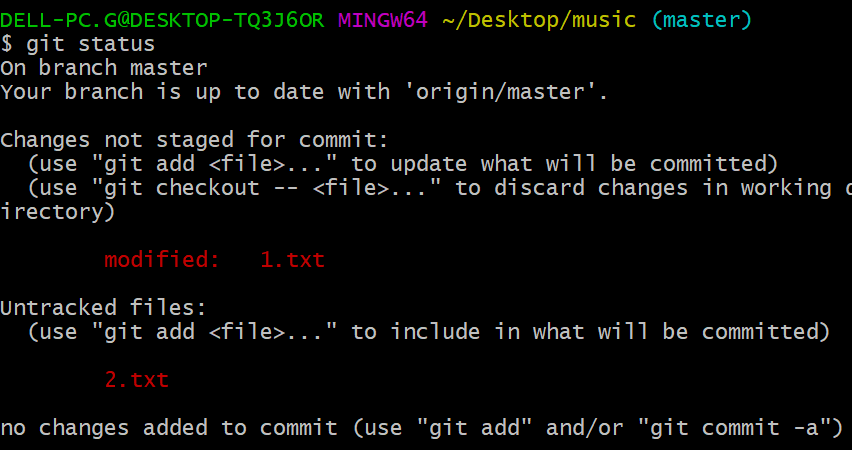 DELL-PC.G@DESKTOP-TQ3J6OR MINGW64 ~/Desktop/music (master)
$ git status
On branch master
Your branch is up to date with 'origin/master'.
Changes not staged for commit:
(use "git add <file>..." to update what will be committed)
(use "git checkout -- <file>..." to discard changes in working d
irectory)
modified: 1.txt
Untracked files:
(use "git add <file>..." to include in what will be committed)
2.txt
no changes added to commit (use "git add" and/or "git commit -a")